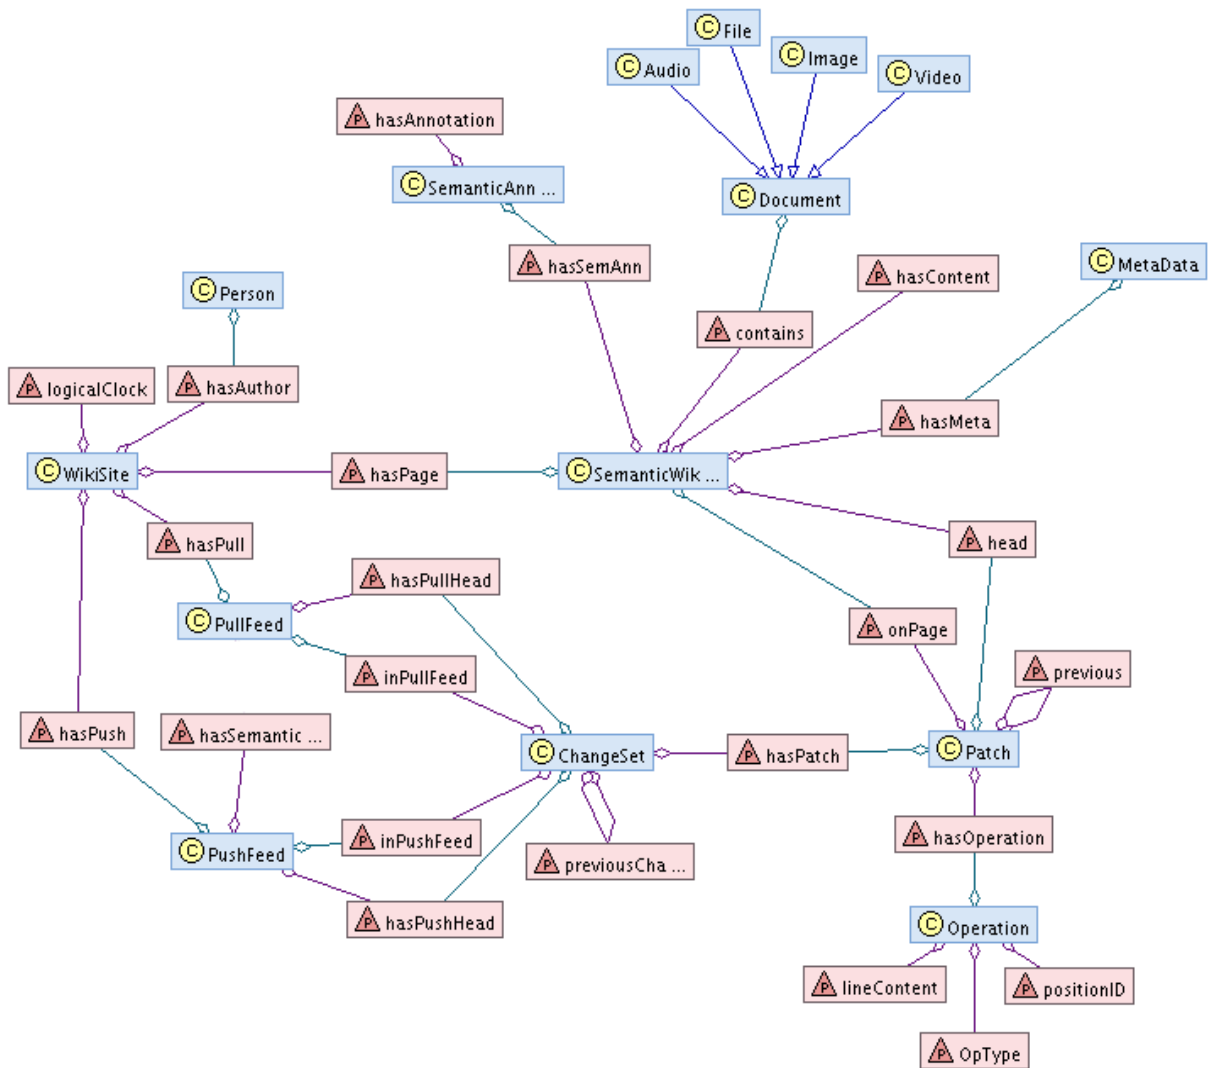 C File
C Image
C Audio
C Video
P hasAnnotation
C SemanticAnn ...
C Document
P hasSemAnn
C MetaData
P hasContent
C Person
P contains
P logicalClock
P hasAuthor
P hasMeta
C WikiSite
P hasPage
C SemanticWik ...
P hasPull
P head
P hasPullHead
C PullFeed
P onPage
P inPullFeed
P previous
P hasPush
P hasSemantic ...
C ChangeSet
P hasPatch
C Patch
P inPushFeed
P hasOperation
C PushFeed
P previousCha ...
P hasPushHead
C Operation
P lineContent
P positionID
P OpType